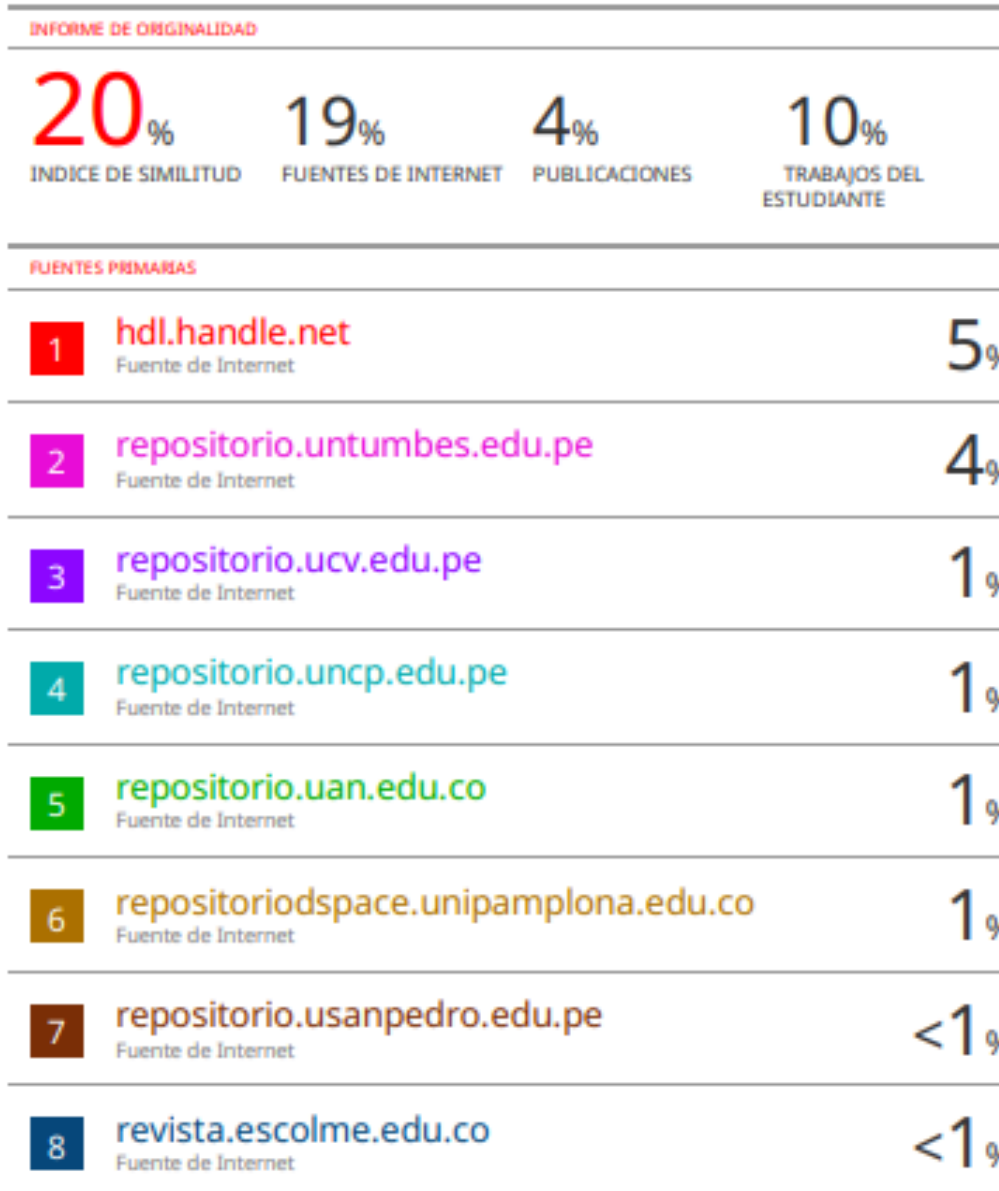 INFORME DE ORIGINALIDAD
20% 19% 4% 10%
INDICE DE SIMILITUD FUENTES DE INTERNET PUBLICACIONES TRABAJOS DEL
ESTUDIANTE
FUENTES PRIMARIAS
1 hdl.handle.net 5%
Fuente de Internet
2 repositorio.untumbes.edu.pe 4%
Fuente de Internet
3 repositorio.ucv.edu.pe 1%
Fuente de Internet
4 repositorio.uncp.edu.pe 1%
Fuente de Internet
5 repositorio.uan.edu.co 1%
Fuente de Internet
6 repositoriodspace.unipamplona.edu.co 1%
Fuente de Internet
7 repositorio.usanpedro.edu.pe <1%
Fuente de Internet
8 revista.escolme.edu.co <1%
Fuente de Internet